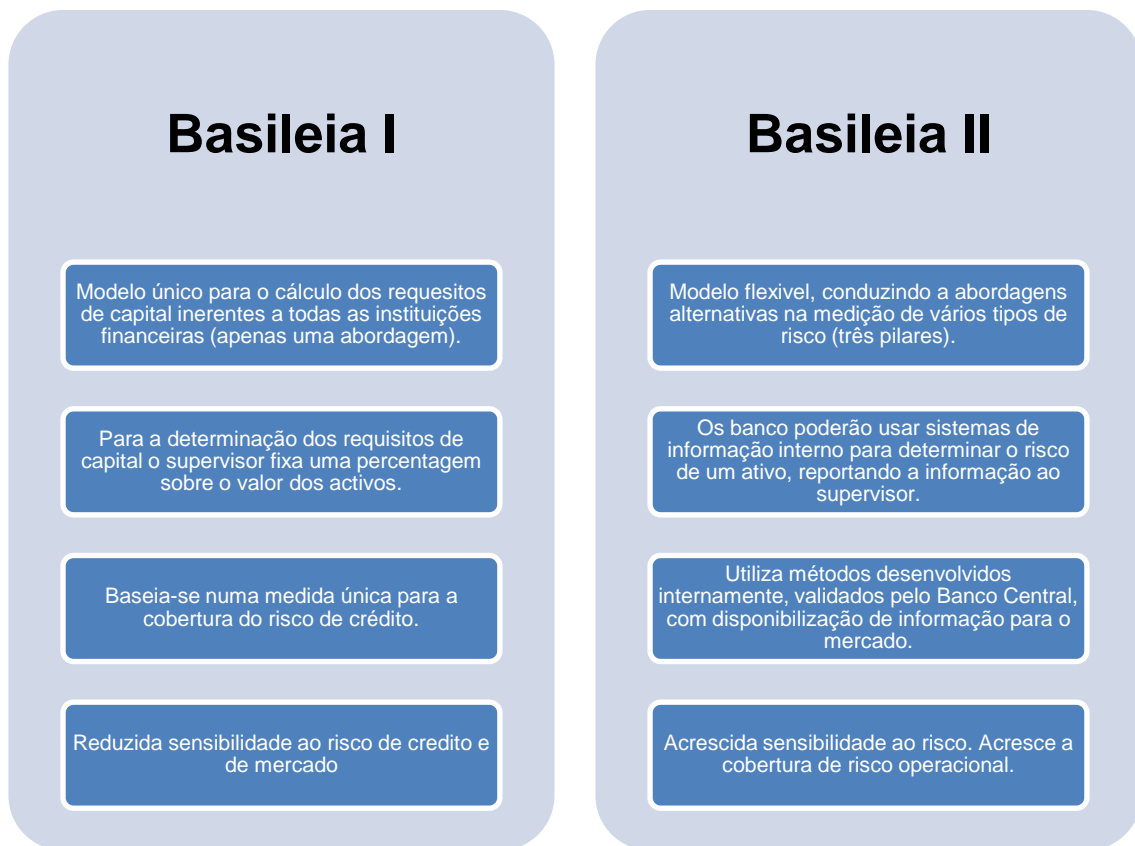 Basileia I
Modelo único para o cálculo dos requesitos
de capital inerentes a todas as instituições
financeiras (apenas uma abordagem).
Para a determinação dos requisitos de
capital o supervisor fixa uma percentagem
sobre o valor dos activos.
Baseia-se numa medida única para a
cobertura do risco de crédito.
Reduzida sensibilidade ao risco de credito e
de mercado
Basileia II
Modelo flexivel, conduzindo a abordagens
alternativas na medição de vários tipos de
risco (três pilares).
Os banco poderão usar sistemas de
informação interno para determinar o risco
de um ativo, reportando a informação ao
supervisor.
Utiliza métodos desenvolvidos
internamente, validados pelo Banco Central,
com disponibilização de informação para o
mercado.
Acrescida sensibilidade ao risco. Acresce a
cobertura de risco operacional.